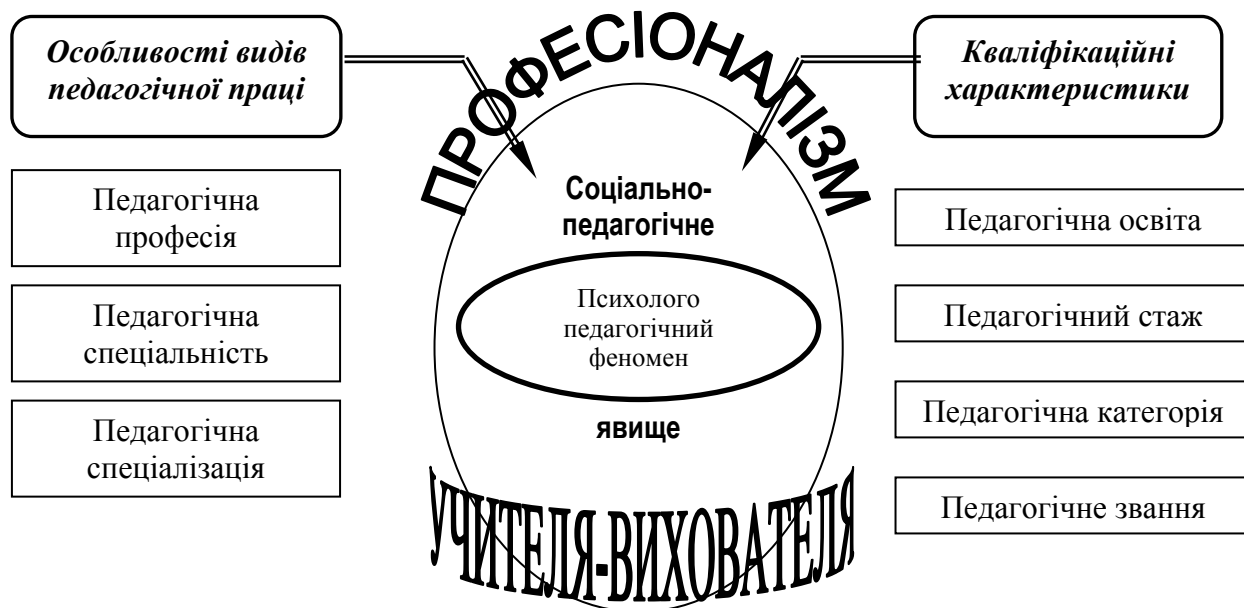 Особливості видів
педагогічної праці
Педагогічна
професія
Педагогічна
спеціальність
Педагогічна
спеціалізація
ПРОФЕСІОНАЛІЗМ
Соціально-
педагогічне
Психолого
педагогічний
феномен
явище
УЧИТЕЛЯ-ВИХОВАТЕЛЯ
Кваліфікаційні
характеристики
Педагогічна освіта
Педагогічний стаж
Педагогічна категорія
Педагогічне звання